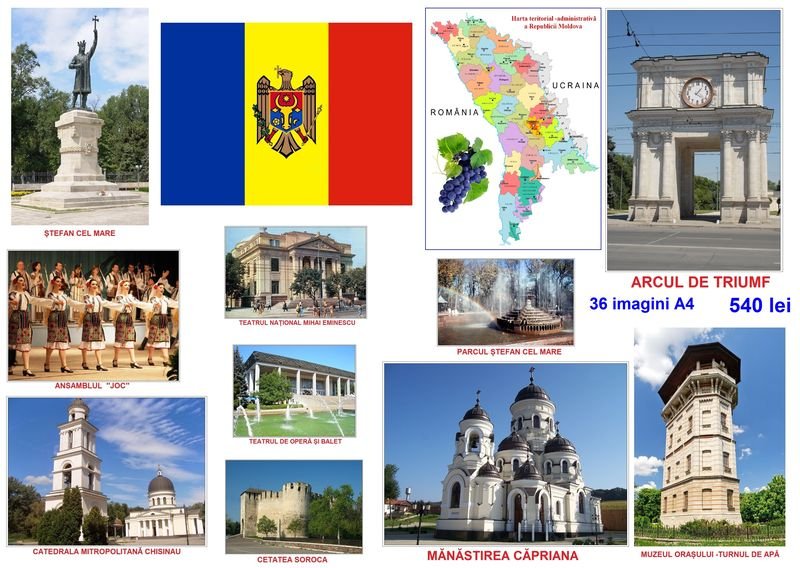 Harta teritorial -administrativă
a Republicii Moldova
UCRAINA
ROMÂNIA
ŞTEFAN CEL MARE
ARCUL DE TRIUMF
36 imagini A4
540 lei
TEATRUL NAŢIONAL MIHAI EMINESCU
PARCUL ŞTEFAN CEL MARE
ANSAMBLUL "JOC"
TEATRUL DE OPERĂ ŞI BALET
CATEDRALA MITROPOLITANĂ CHISINAU
CETATEA SOROCA
MĂNĂSTIREA CĂPRIANA
MUZEUL ORAŞULUI -TURNUL DE APĂ